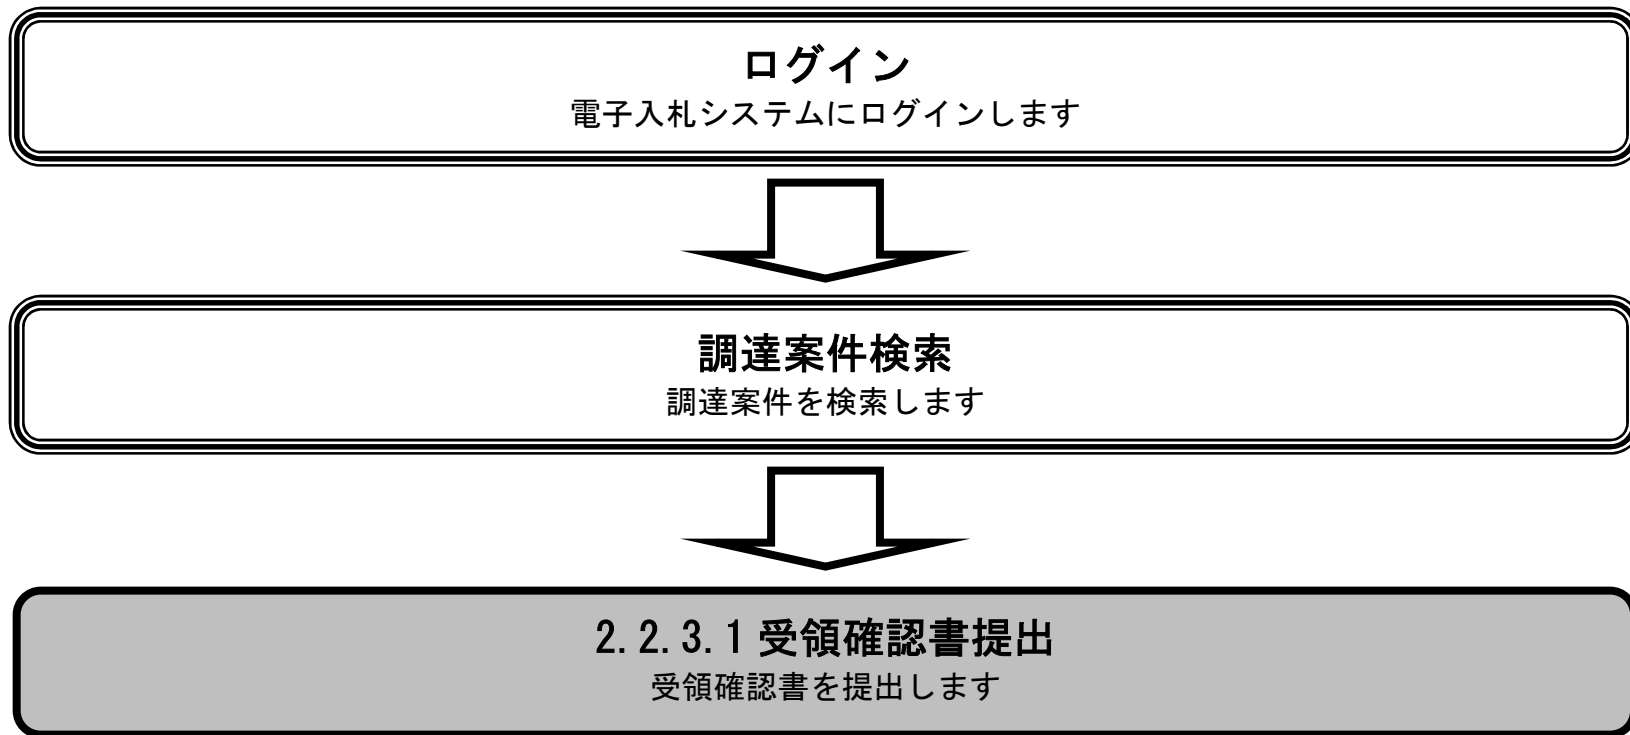 ログイン
電子入札システムにログインします
調達案件検索
調達案件を検索します
2.2.3.1 受領確認書提出
受領確認書を提出します